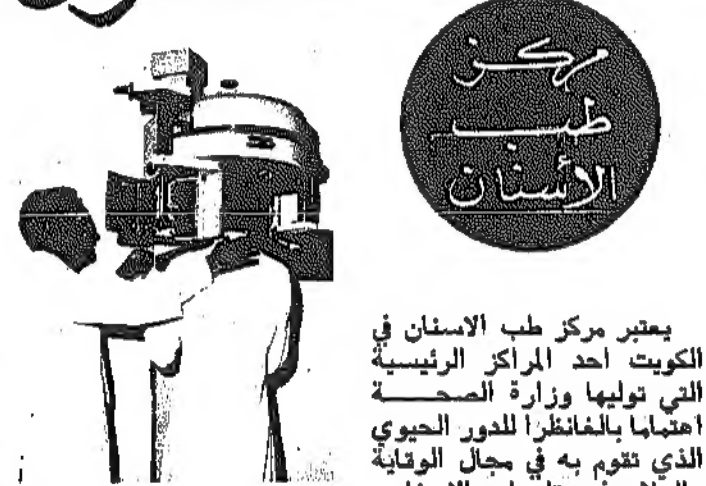 مركز
طب
الأسنان
يعتبر مركز طب الاسنان في
الكويت احد المراكز الرئيسية
التي توليها وزارة الصحة
اهتماما بالغانظرا للدور الحيوي
الذي تقوم به في مجال الوقاية